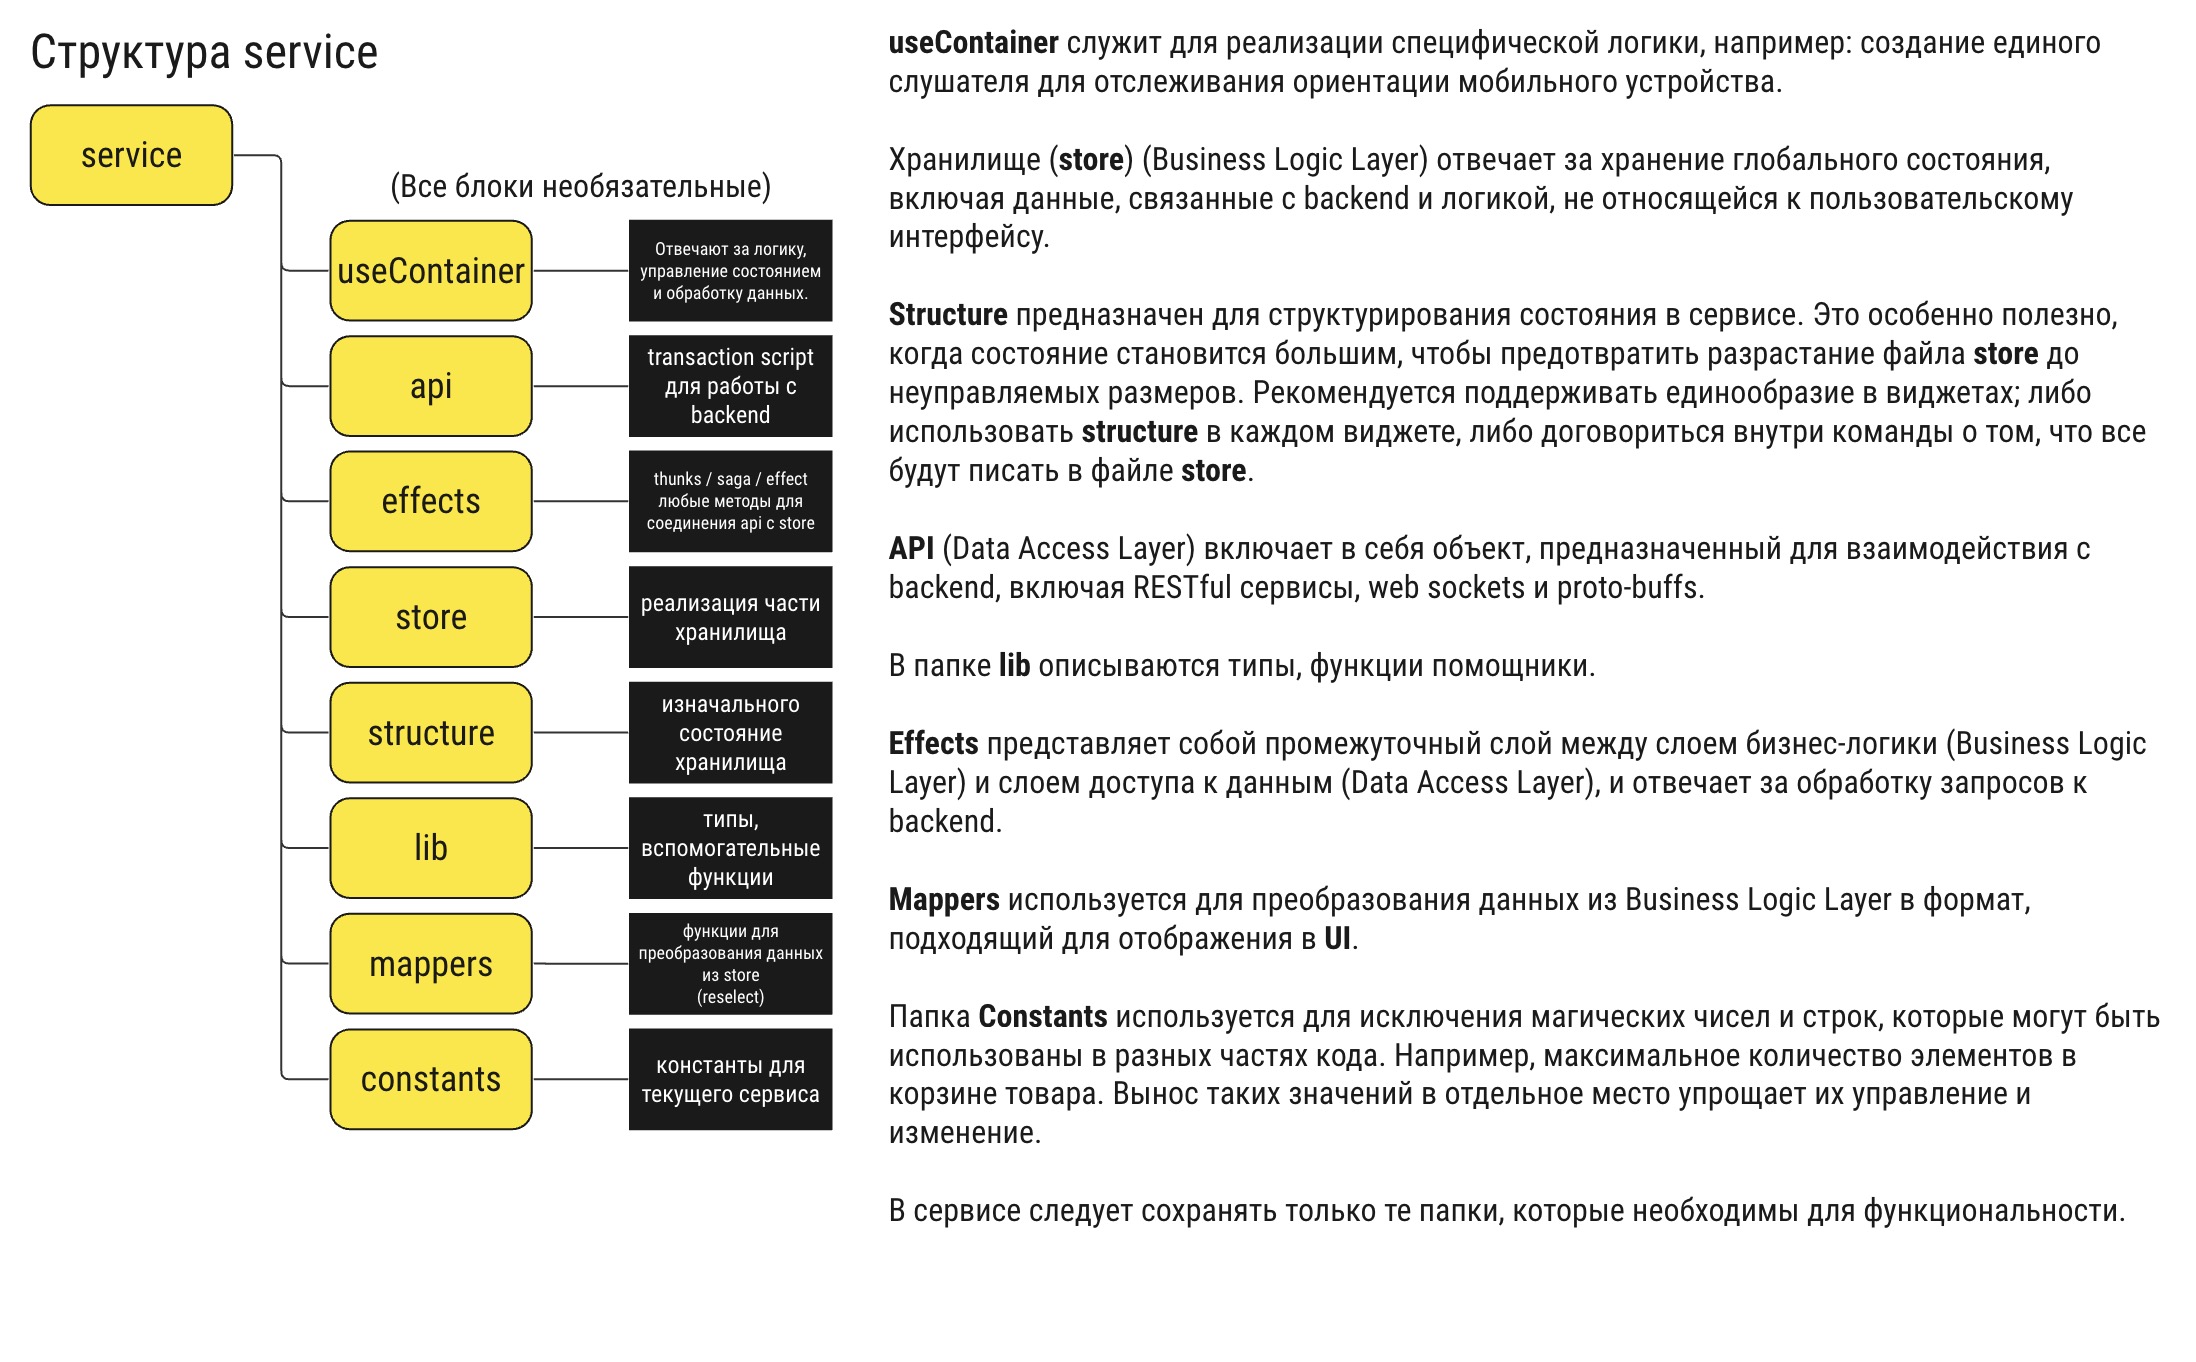 Структура service
service
(Все блоки необязательные)
useContainer
Отвечают за логику,
управление состоянием
и обработку данных.
api
transaction script
для работы с
backend
effects
thunks / saga / effect
любые методы для
соединения api с store
store
реализация части
хранилища
structure
изначального
состояние
хранилища
lib
типы,
вспомогательные
функции
mappers
функции для
преобразования данных
из store
(reselect)
constants
константы для
текущего сервиса
useContainer служит для реализации специфической логики, например: создание единого
слушателя для отслеживания ориентации мобильного устройства.
Хранилище (store) (Business Logic Layer) отвечает за хранение глобального состояния,
включая данные, связанные с backend и логикой, не относящейся к пользовательскому
интерфейсу.
Structure предназначен для структурирования состояния в сервисе. Это особенно полезно,
когда состояние становится большим, чтобы предотвратить разрастание файла store до
неуправляемых размеров. Рекомендуется поддерживать единообразие в виджетах; либо
использовать structure в каждом виджете, либо договориться внутри команды о том, что все
будут писать в файле store.
API (Data Access Layer) включает в себя объект, предназначенный для взаимодействия с
backend, включая RESTful сервисы, web sockets и proto-buffs.
В папке lib описываются типы, функции помощники.
Effects представляет собой промежуточный слой между слоем бизнес-логики (Business Logic
Layer) и слоем доступа к данным (Data Access Layer), и отвечает за обработку запросов к
backend.
Mappers используется для преобразования данных из Business Logic Layer в формат,
подходящий для отображения в UI.
Папка Constants используется для исключения магических чисел и строк, которые могут быть
использованы в разных частях кода. Например, максимальное количество элементов в
корзине товара. Вынос таких значений в отдельное место упрощает их управление и
изменение.
В сервисе следует сохранять только те папки, которые необходимы для функциональности.